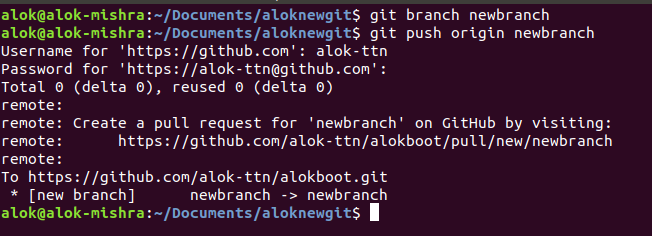 alok@alok-mishra:~/Documents/aloknewgit$ git branch newbranch
alok@alok-mishra:~/Documents/aloknewgit$ git push origin newbranch
Username for 'https://github.com': alok-ttn
Password for 'https://alok-ttn@github.com':
Total 0 (delta 0), reused 0 (delta 0)
remote:
remote: Create a pull request for 'newbranch' on GitHub by visiting:
remote:      https://github.com/alok-ttn/alokboot/pull/new/newbranch
remote:
To https://github.com/alok-ttn/alokboot.git
 * [new branch]      newbranch -> newbranch
alok@alok-mishra:~/Documents/aloknewgit$